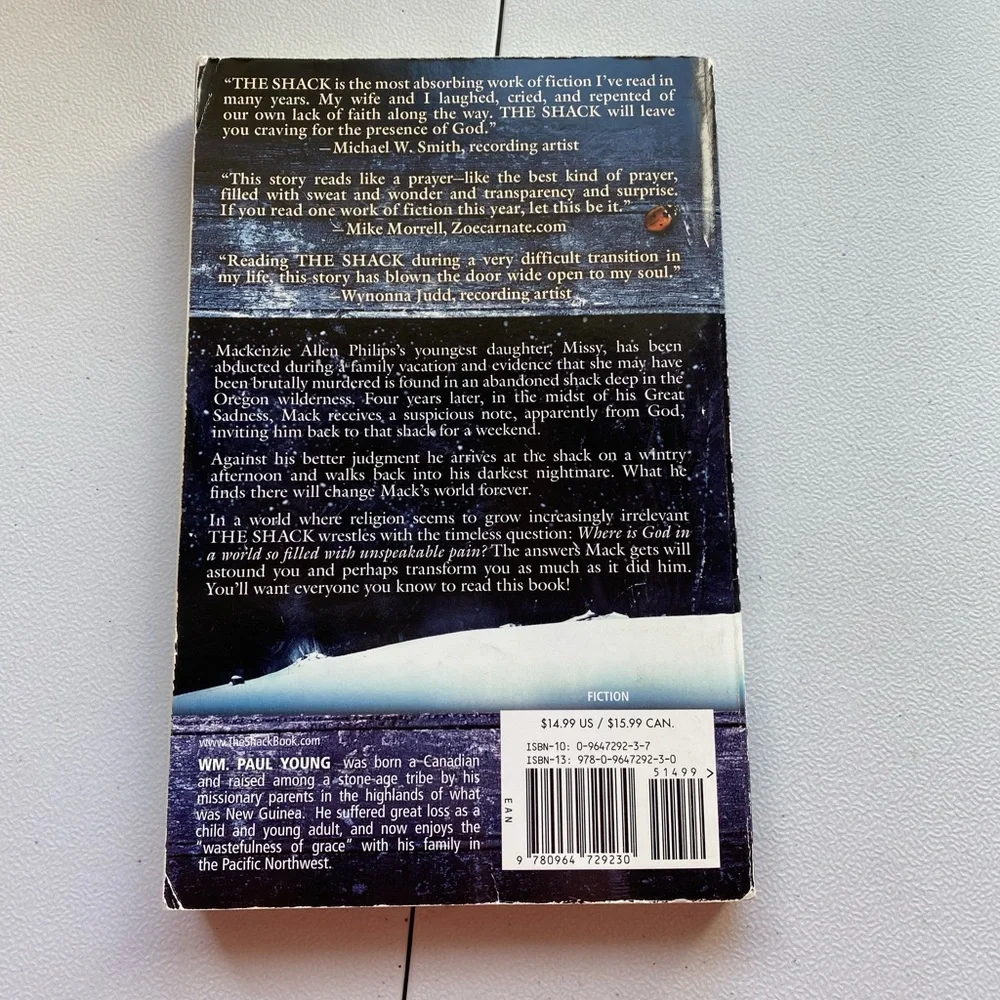 “THE SHACK is the most absorbing work of fiction I’ve read in
many years. My wife and I laughed, cried, and repented of
our own lack of faith along the way. THE SHACK will leave
you craving for the presence of God.”
—Michael W. Smith, recording artist
“This story reads like a prayer—like the best kind of prayer,
filled with sweat and wonder and transparency and surprise.
If you read one work of fiction this year, let this be it.”
—Mike Morrell, Zoecarnate.com
“Reading THE SHACK during a very difficult transition in
my life, this story has blown the door wide open to my soul.”
—Wynonna Judd, recording artist
Mackenzie Allen Philips’s youngest daughter, Missy, has been
abducted during a family vacation and evidence that she may have
been brutally murdered is found in an abandoned shack deep in the
Oregon wilderness. Four years later, in the midst of his Great
Sadness, Mack receives a suspicious note, apparently from God,
inviting him back to that shack for a weekend.
Against his better judgment he arrives at the shack on a wintry
afternoon and walks back into his darkest nightmare. What he
finds there will change Mack’s world forever.
In a world where religion seems to grow increasingly irrelevant
THE SHACK wrestles with the timeless question: Where is God in
a world so filled with unspeakable pain? The answers Mack gets will
astound you and perhaps transform you as much as it did him.
You’ll want everyone you know to read this book!
FICTION
www.TheShackBook.com
WM. PAUL YOUNG was born a Canadian
and raised among a stone-age tribe by his
missionary parents in the highlands of what
was New Guinea. He suffered great loss as a
child and young adult, and now enjoys the
“wastefulness of grace” with his family in
the Pacific Northwest.
$14.99 US / $15.99 CAN.
ISBN-10: 0-9647292-3-7
ISBN-13: 978-0-9647292-3-0
51499 >
EAN
9 780964 729230